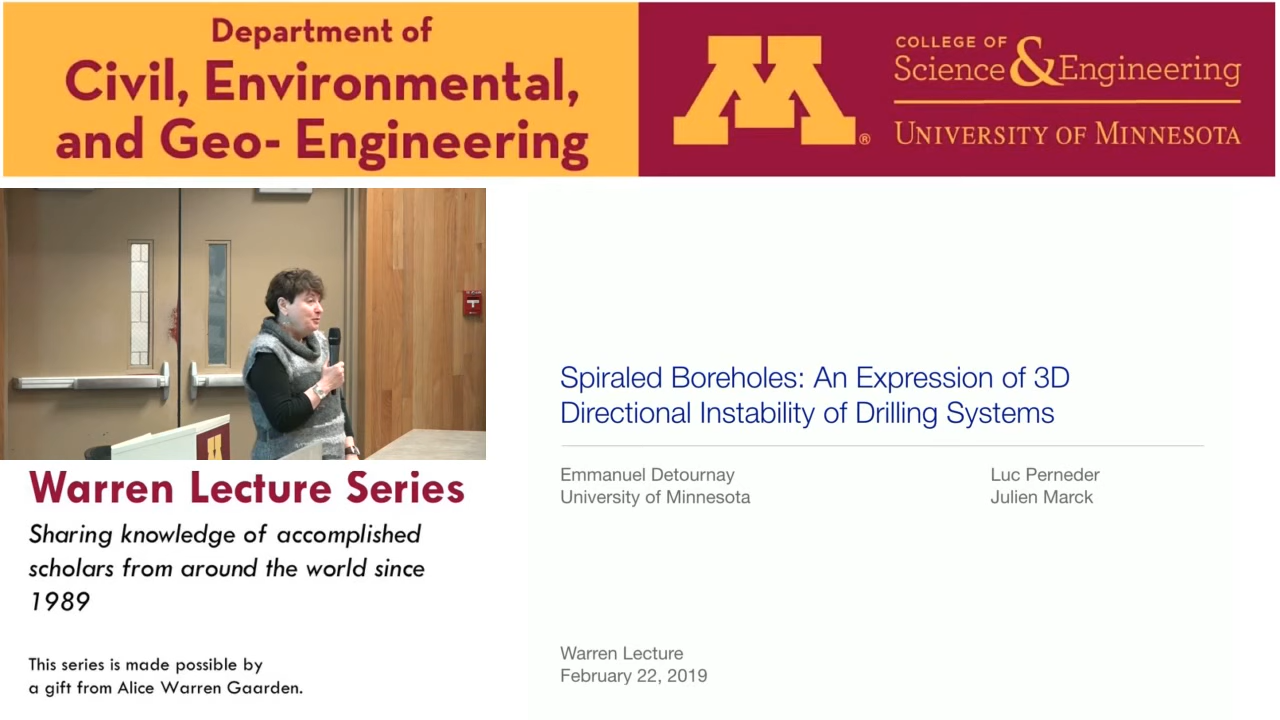 Department of
Civil, Environmental,
and Geo- Engineering
M®
COLLEGE OF
Science & Engineering
UNIVERSITY OF MINNESOTA
Warren Lecture Series
Sharing knowledge of accomplished
scholars from around the world since
1989
This series is made possible by
a gift from Alice Warren Gaarden.
Spiraled Boreholes: An Expression of 3D
Directional Instability of Drilling Systems
Emmanuel Detournay
University of Minnesota
Luc Perneder
Julien Marck
Warren Lecture
February 22, 2019